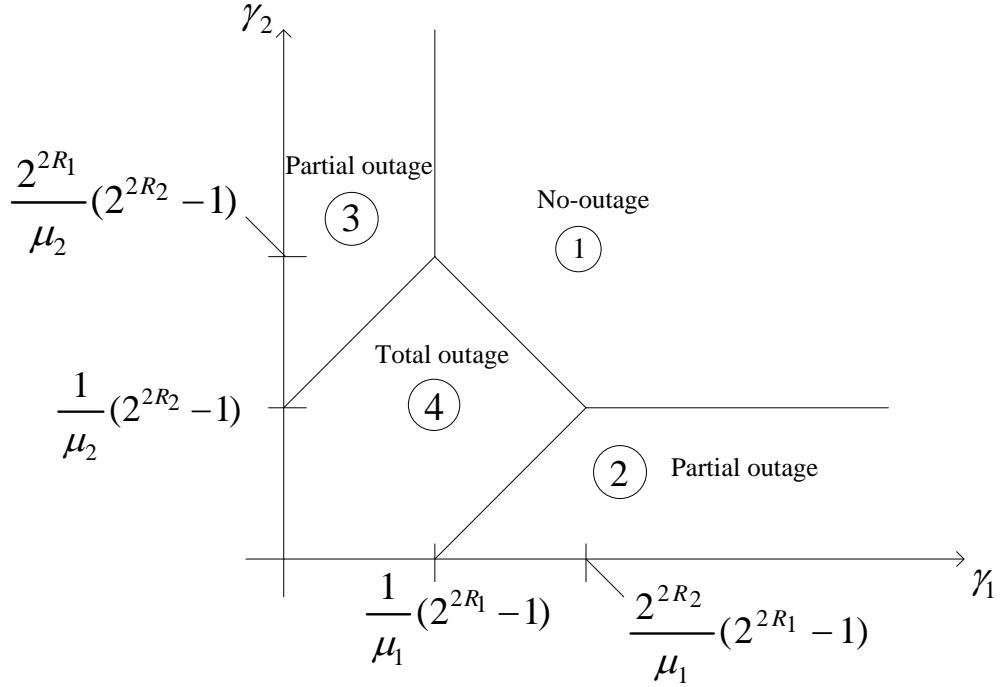 γ₂
Partial outage
3
2^{2R₁}/μ₂ (2^{2R₂} − 1)
No-outage
1
Total outage
4
1/μ₂ (2^{2R₂} − 1)
2
Partial outage
γ₁
1/μ₁ (2^{2R₁} − 1)
2^{2R₂}/μ₁ (2^{2R₁} − 1)